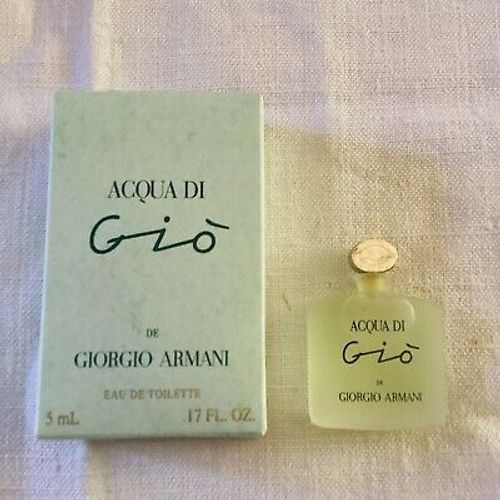 ACQUA DI
Giò
DE
GIORGIO ARMANI
EAU DE TOILETTE
5 mL .17 FL. OZ.
ACQUA DI
Giò
DE
GIORGIO ARMANI